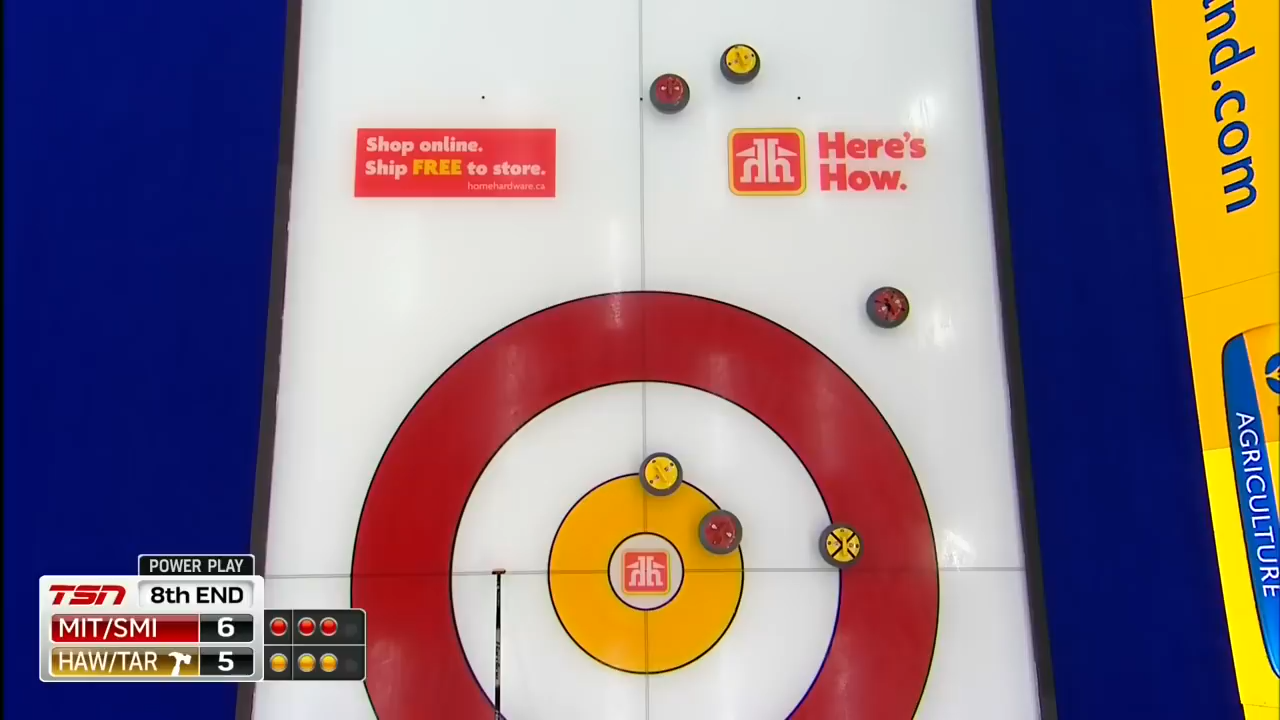 Shop online.
Ship FREE to store.
homehardware.ca
Here's
How.
nd.com
AGRICULTURE
POWER PLAY
TSN 8th END
MIT/SMI 6
HAW/TAR 5